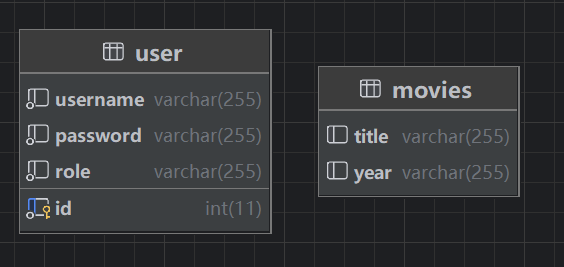 user
username varchar(255)
password varchar(255)
role varchar(255)
id int(11)
movies
title varchar(255)
year varchar(255)